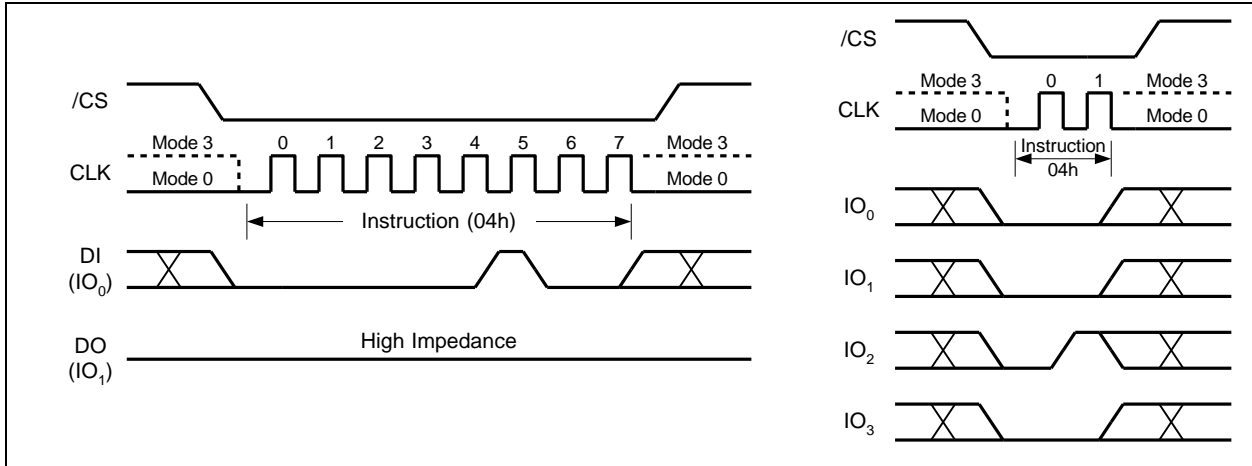 /CS
Mode 3 0 1 2 3 4 5 6 7 Mode 3
CLK
Mode 0 Mode 0
Instruction (04h)
DI
(IO0)
High Impedance
DO
(IO1)
/CS
Mode 3 0 1 Mode 3
CLK
Mode 0 Mode 0
Instruction
04h
IO0
IO1
IO2
IO3